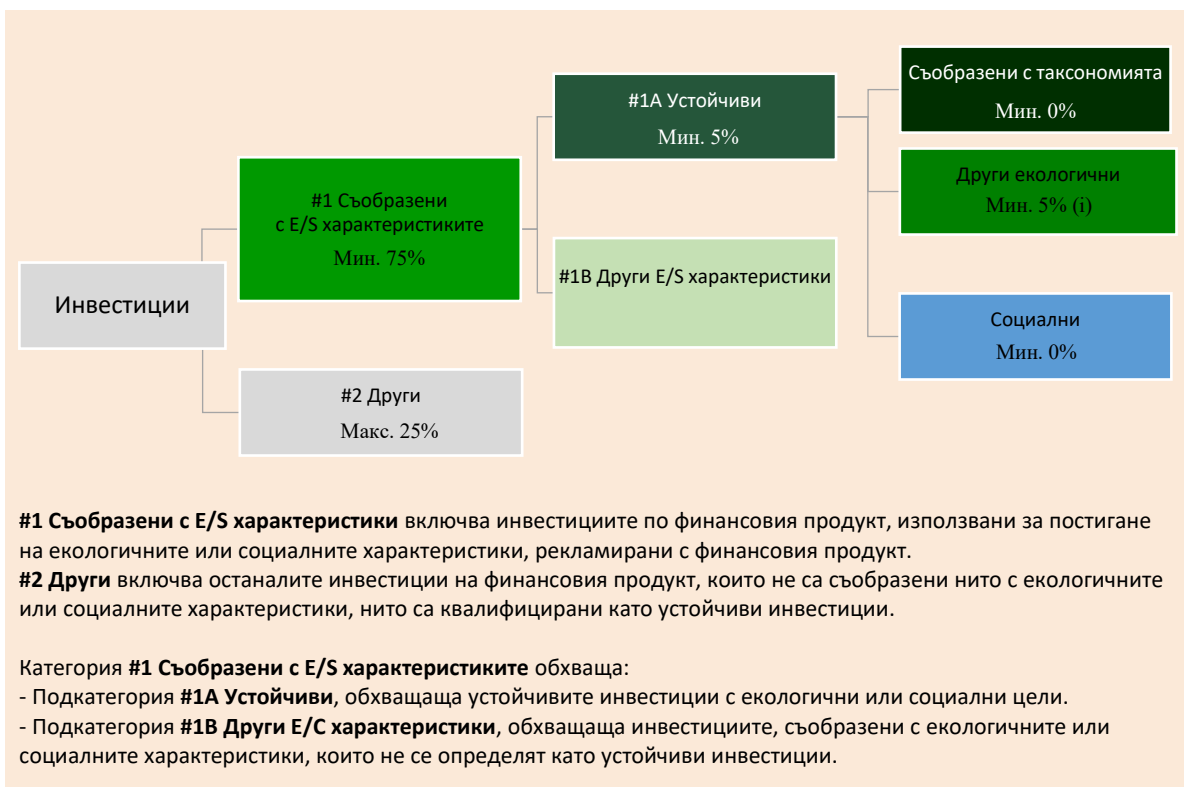 Инвестиции
#1 Съобразени
с E/S характеристиките
Мин. 75%
#2 Други
Макс. 25%
#1A Устойчиви
Мин. 5%
#1B Други E/S характеристики
Съобразени с таксономията
Мин. 0%
Други екологични
Мин. 5% (i)
Социални
Мин. 0%
#1 Съобразени с E/S характеристики включва инвестициите по финансовия продукт, използвани за постигане
на екологичните или социалните характеристики, рекламирани с финансовия продукт.
#2 Други включва останалите инвестиции на финансовия продукт, които не са съобразени нито с екологичните
или социалните характеристики, нито са квалифицирани като устойчиви инвестиции.
Категория #1 Съобразени с E/S характеристиките обхваща:
- Подкатегория #1A Устойчиви, обхващаща устойчивите инвестиции с екологични или социални цели.
- Подкатегория #1B Други E/C характеристики, обхващаща инвестициите, съобразени с екологичните или
социалните характеристики, които не се определят като устойчиви инвестиции.